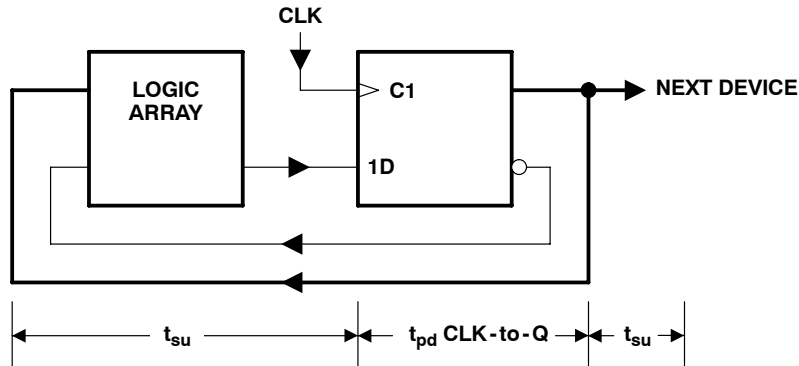 CLK
LOGIC
ARRAY
C1
1D
NEXT DEVICE
tsu
tpd CLK-to-Q
tsu